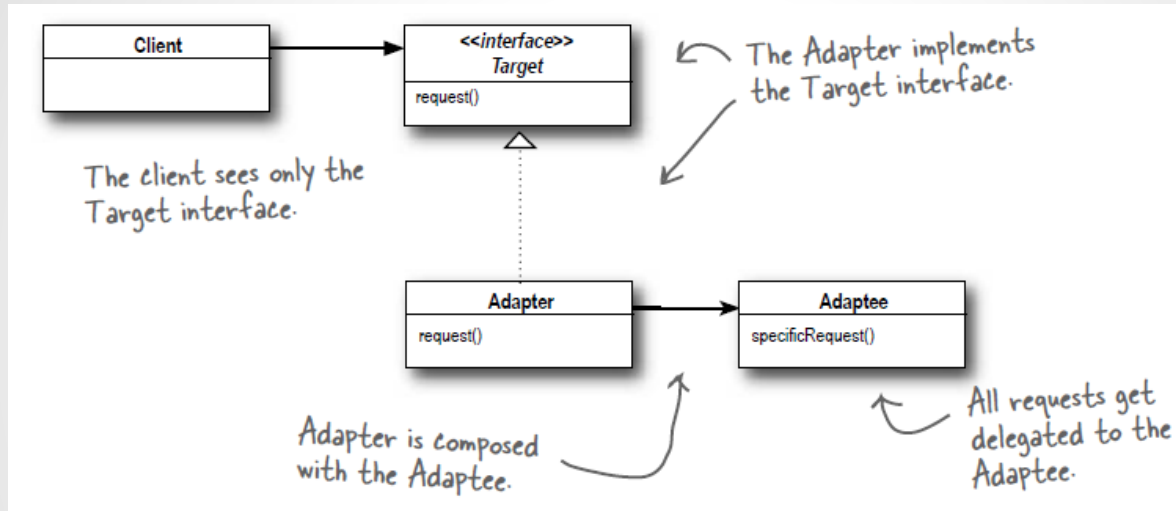 Client
<<interface>>
Target
request()
The Adapter implements
the Target interface.
The client sees only the
Target interface.
Adapter
request()
Adaptee
specificRequest()
Adapter is composed
with the Adaptee.
All requests get
delegated to the
Adaptee.